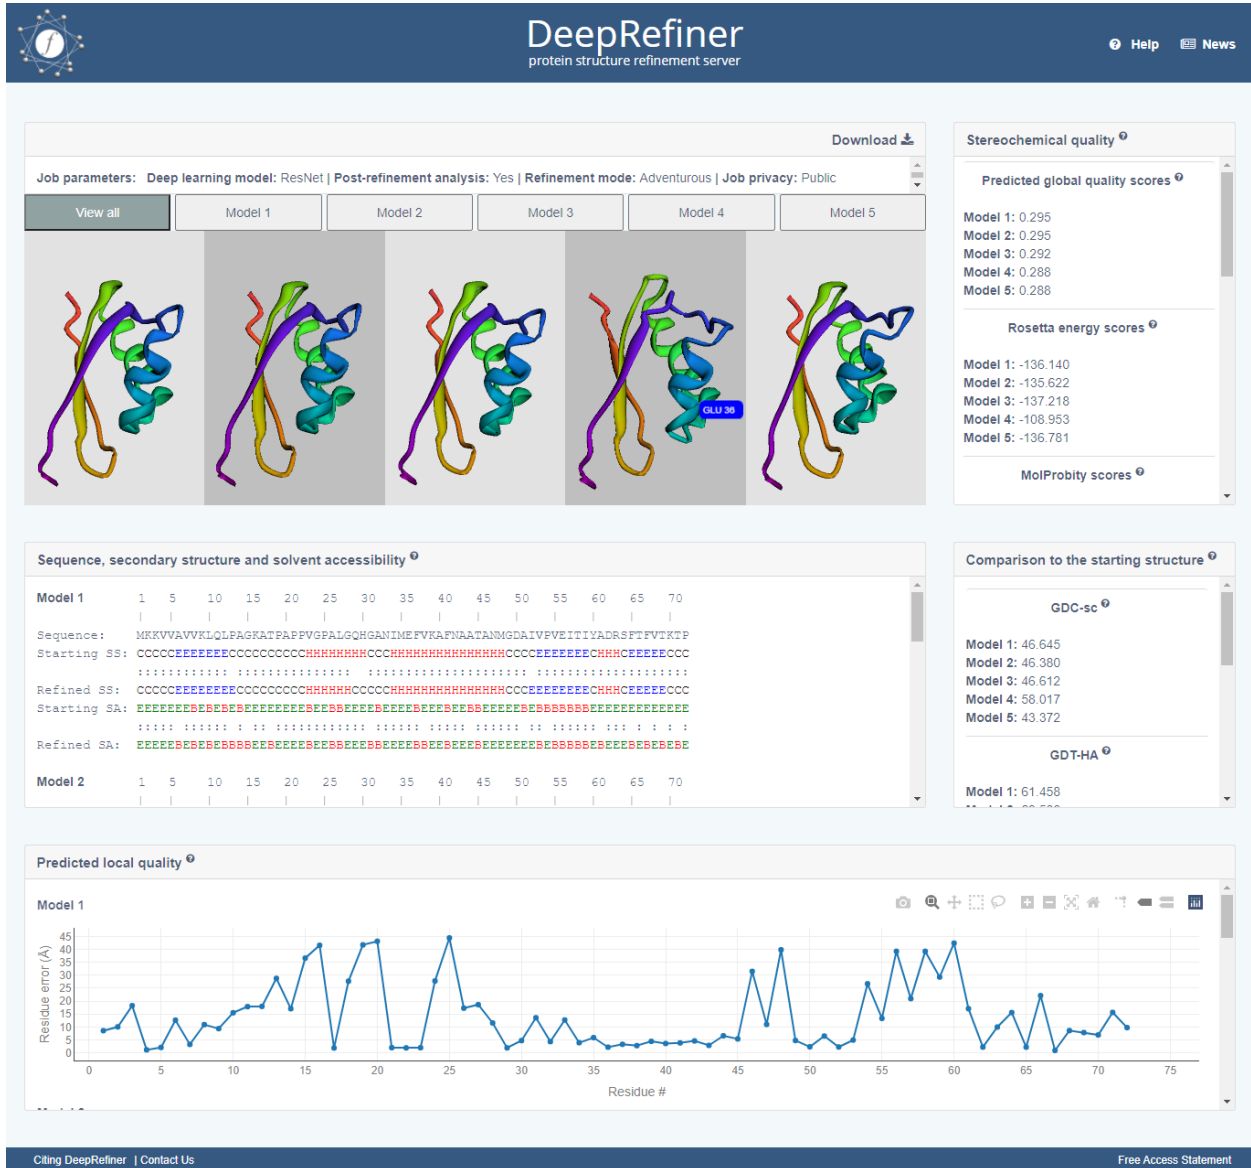 f
DeepRefiner
protein structure refinement server
Help News
Download
Job parameters: Deep learning model: ResNet | Post-refinement analysis: Yes | Refinement mode: Adventurous | Job privacy: Public
View all Model 1 Model 2 Model 3 Model 4 Model 5
GLU 36
Stereochemical quality
Predicted global quality scores
Model 1: 0.295
Model 2: 0.295
Model 3: 0.292
Model 4: 0.288
Model 5: 0.288
Rosetta energy scores
Model 1: -136.140
Model 2: -135.622
Model 3: -137.218
Model 4: -108.953
Model 5: -136.781
MolProbity scores
Sequence, secondary structure and solvent accessibility
Model 1 1 5 10 15 20 25 30 35 40 45 50 55 60 65 70
Sequence: MKKVVAVVKLQLPAGKATPAPPVGPALGQHGANIMEFVKAFNAATANMGDAIVPVEITIYADRSFTFVTKTP
Starting SS: CCCCCEEEEEEECCCCCCCCCCHHHHHHHHCCCHHHHHHHHHHHHHHHCCCCEEEEEEECHHHCEEEEECCC
Refined SS: CCCCCEEEEEEEECCCCCCCCCHHHHHHCCCCCHHHHHHHHHHHHHHHCCCEEEEEEEECHHHCEEEEECCC
Starting SA:
Refined SA:
Model 2 1 5 10 15 20 25 30 35 40 45 50 55 60 65 70
Comparison to the starting structure
GDC-sc
Model 1: 46.645
Model 2: 46.380
Model 3: 46.612
Model 4: 58.017
Model 5: 43.372
GDT-HA
Model 1: 61.458
Predicted local quality
Model 1
Residue error (Å)
45
40
35
30
25
20
15
10
5
0
0 5 10 15 20 25 30 35 40 45 50 55 60 65 70 75
Residue #
Citing DeepRefiner | Contact Us
Free Access Statement